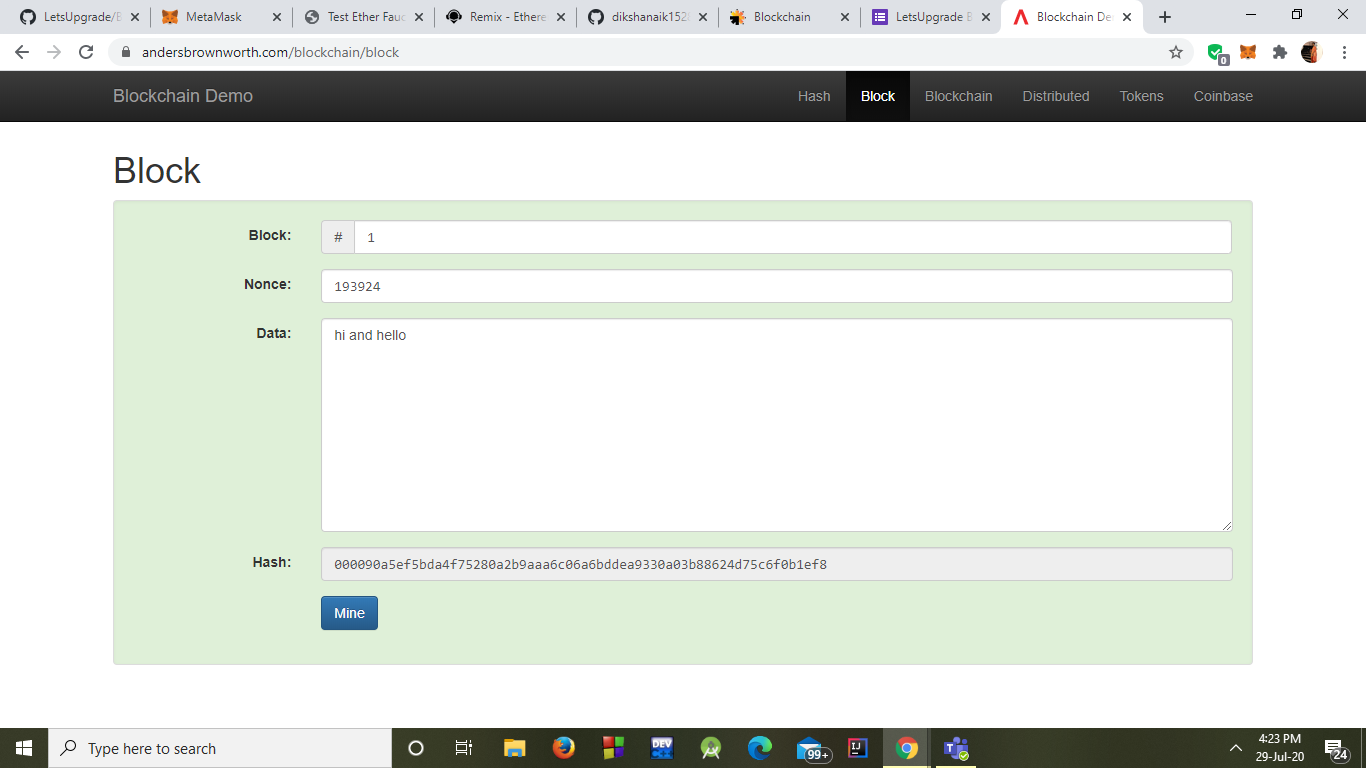 LetsUpgrade/B
MetaMask
Test Ether Fauc
Remix - Ethere
dikshanaik152
Blockchain
LetsUpgrade B
Blockchain De
andersbrownworth.com/blockchain/block
0
Blockchain Demo
Hash
Block
Blockchain
Distributed
Tokens
Coinbase
Block
Block:
# 1
Nonce:
193924
Data:
hi and hello
Hash:
000090a5ef5bda4f75280a2b9aaa6c06a6bddea9330a03b88624d75c6f0b1ef8
Mine
Type here to search
DEV
99+
IJ
4:23 PM
29-Jul-20
24